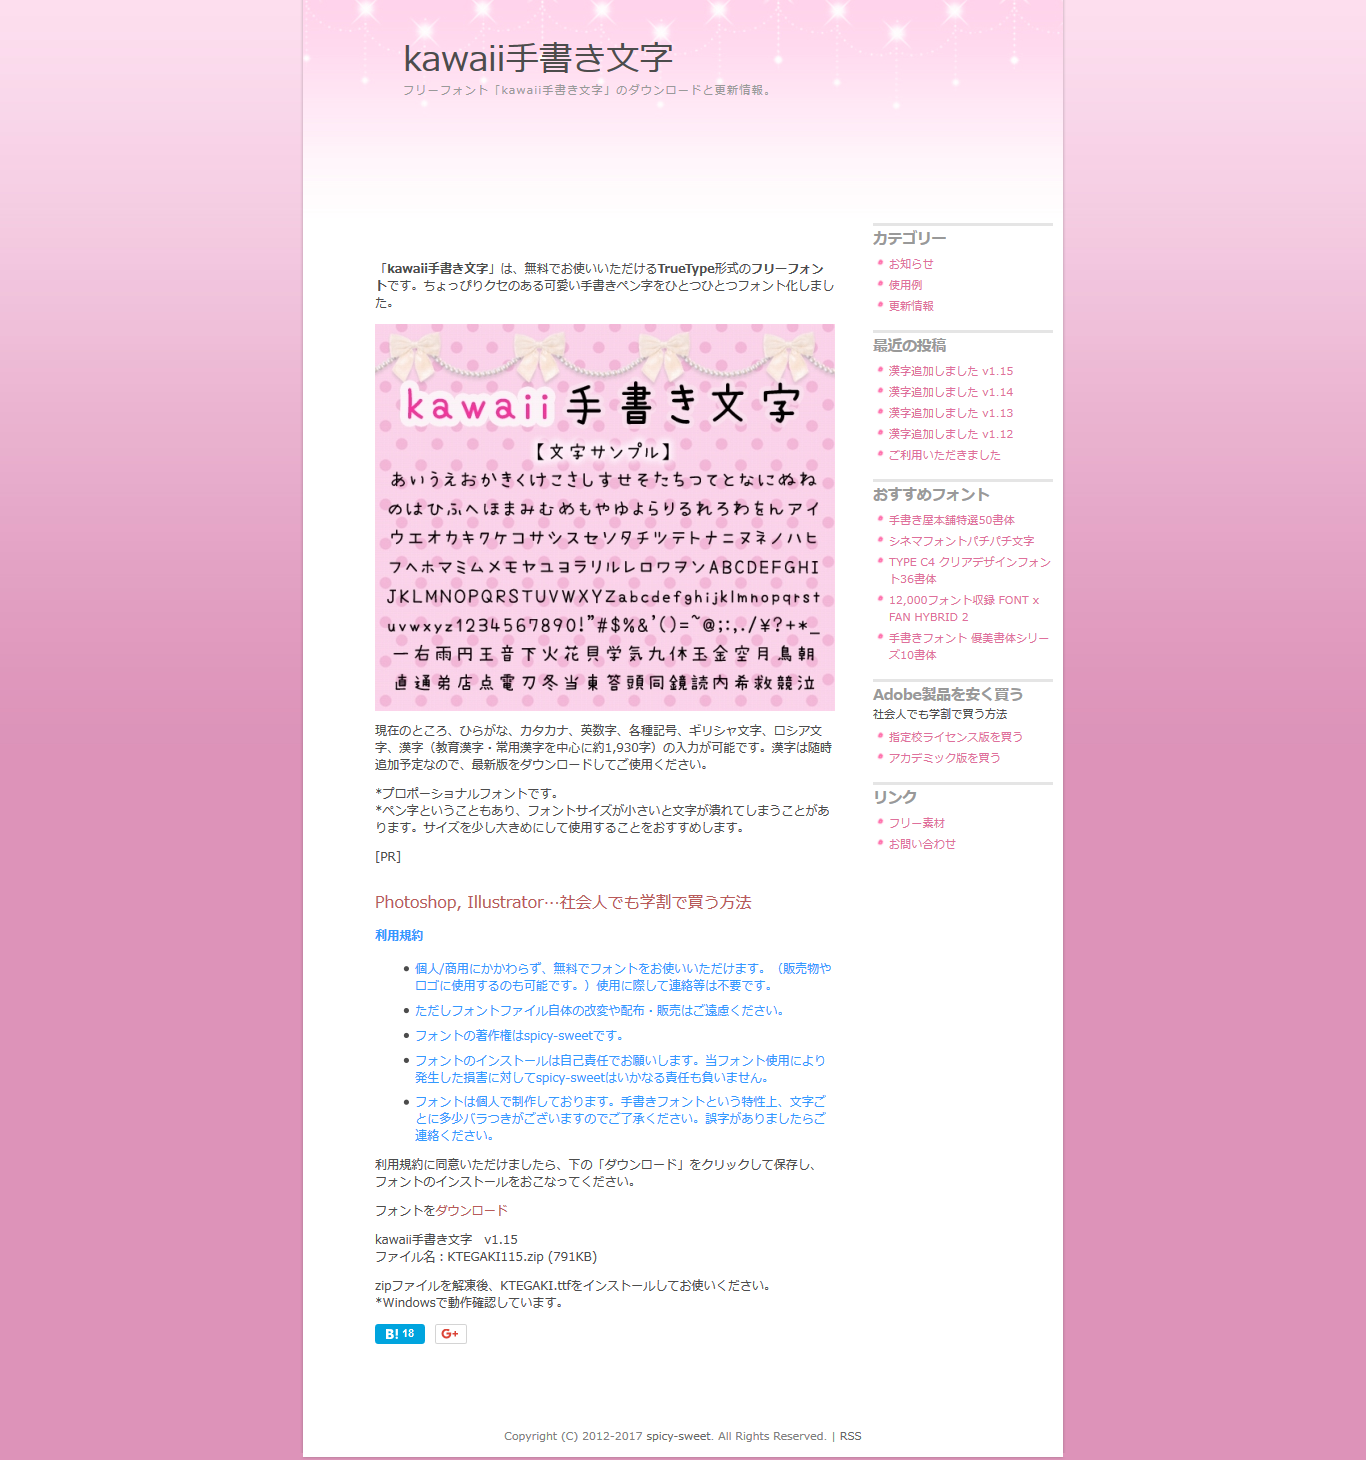 kawaii手書き文字
フリーフォント「kawaii手書き文字」のダウンロードと更新情報。
「kawaii手書き文字」は、無料でお使いいただけるTrueType形式のフリーフォン
トです。ちょっぴりクセのある可愛い手書きペン字をひとつひとつフォント化しまし
た。
kawaii手書き文字
【文字サンプル】
あいうえおかきくけこさしすせそたちつてとなにぬね
のはひふへほまみむめもやゆよらりるれろわをんアイ
ウエオカキクケコサシスセソタチツテトナニヌネノハヒ
フヘホマミムメモヤユヨラリルレロワヲンABCDEFGHI
JKLMNOPQRSTUVWXYZabcdefghijklmnopqrst
uvwxyz1234567890!"#$%&'()=~@;:,./¥?+*_
一右雨円王音下火花貝学気九休玉金空月鳥朝
直通弟店点電刀冬当東答頭同鏡読内希救競泣
現在のところ、ひらがな、カタカナ、英数字、各種記号、ギリシャ文字、ロシア文
字、漢字（教育漢字・常用漢字を中心に約1,930字）の入力が可能です。漢字は随時
追加予定なので、最新版をダウンロードしてご使用ください。
*プロポーショナルフォントです。
*ペン字ということもあり、フォントサイズが小さいと文字が潰れてしまうことがあ
ります。サイズを少し大きめにして使用することをおすすめします。
[PR]
Photoshop, Illustrator…社会人でも学割で買う方法
利用規約
個人/商用にかかわらず、無料でフォントをお使いいただけます。（販売物や
ロゴに使用するのも可能です。）使用に際して連絡等は不要です。
ただしフォントファイル自体の改変や配布・販売はご遠慮ください。
フォントの著作権はspicy-sweetです。
フォントのインストールは自己責任でお願いします。当フォント使用により
発生した損害に対してspicy-sweetはいかなる責任も負いません。
フォントは個人で制作しております。手書きフォントという特性上、文字ご
とに多少バラつきがございますのでご了承ください。誤字がありましたらご
連絡ください。
利用規約に同意いただけましたら、下の「ダウンロード」をクリックして保存し、
フォントのインストールをおこなってください。
フォントをダウンロード
kawaii手書き文字　v1.15
ファイル名：KTEGAKI115.zip (791KB)
zipファイルを解凍後、KTEGAKI.ttfをインストールしてお使いください。
*Windowsで動作確認しています。
B! 18 G+
カテゴリー
お知らせ
使用例
更新情報
最近の投稿
漢字追加しました v1.15
漢字追加しました v1.14
漢字追加しました v1.13
漢字追加しました v1.12
ご利用いただきました
おすすめフォント
手書き屋本舗特選50書体
シネマフォントパチパチ文字
TYPE C4 クリアデザインフォン
ト36書体
12,000フォント収録 FONT x
FAN HYBRID 2
手書きフォント 優美書体シリー
ズ10書体
Adobe製品を安く買う
社会人でも学割で買う方法
指定校ライセンス版を買う
アカデミック版を買う
リンク
フリー素材
お問い合わせ
Copyright (C) 2012-2017 spicy-sweet. All Rights Reserved. | RSS